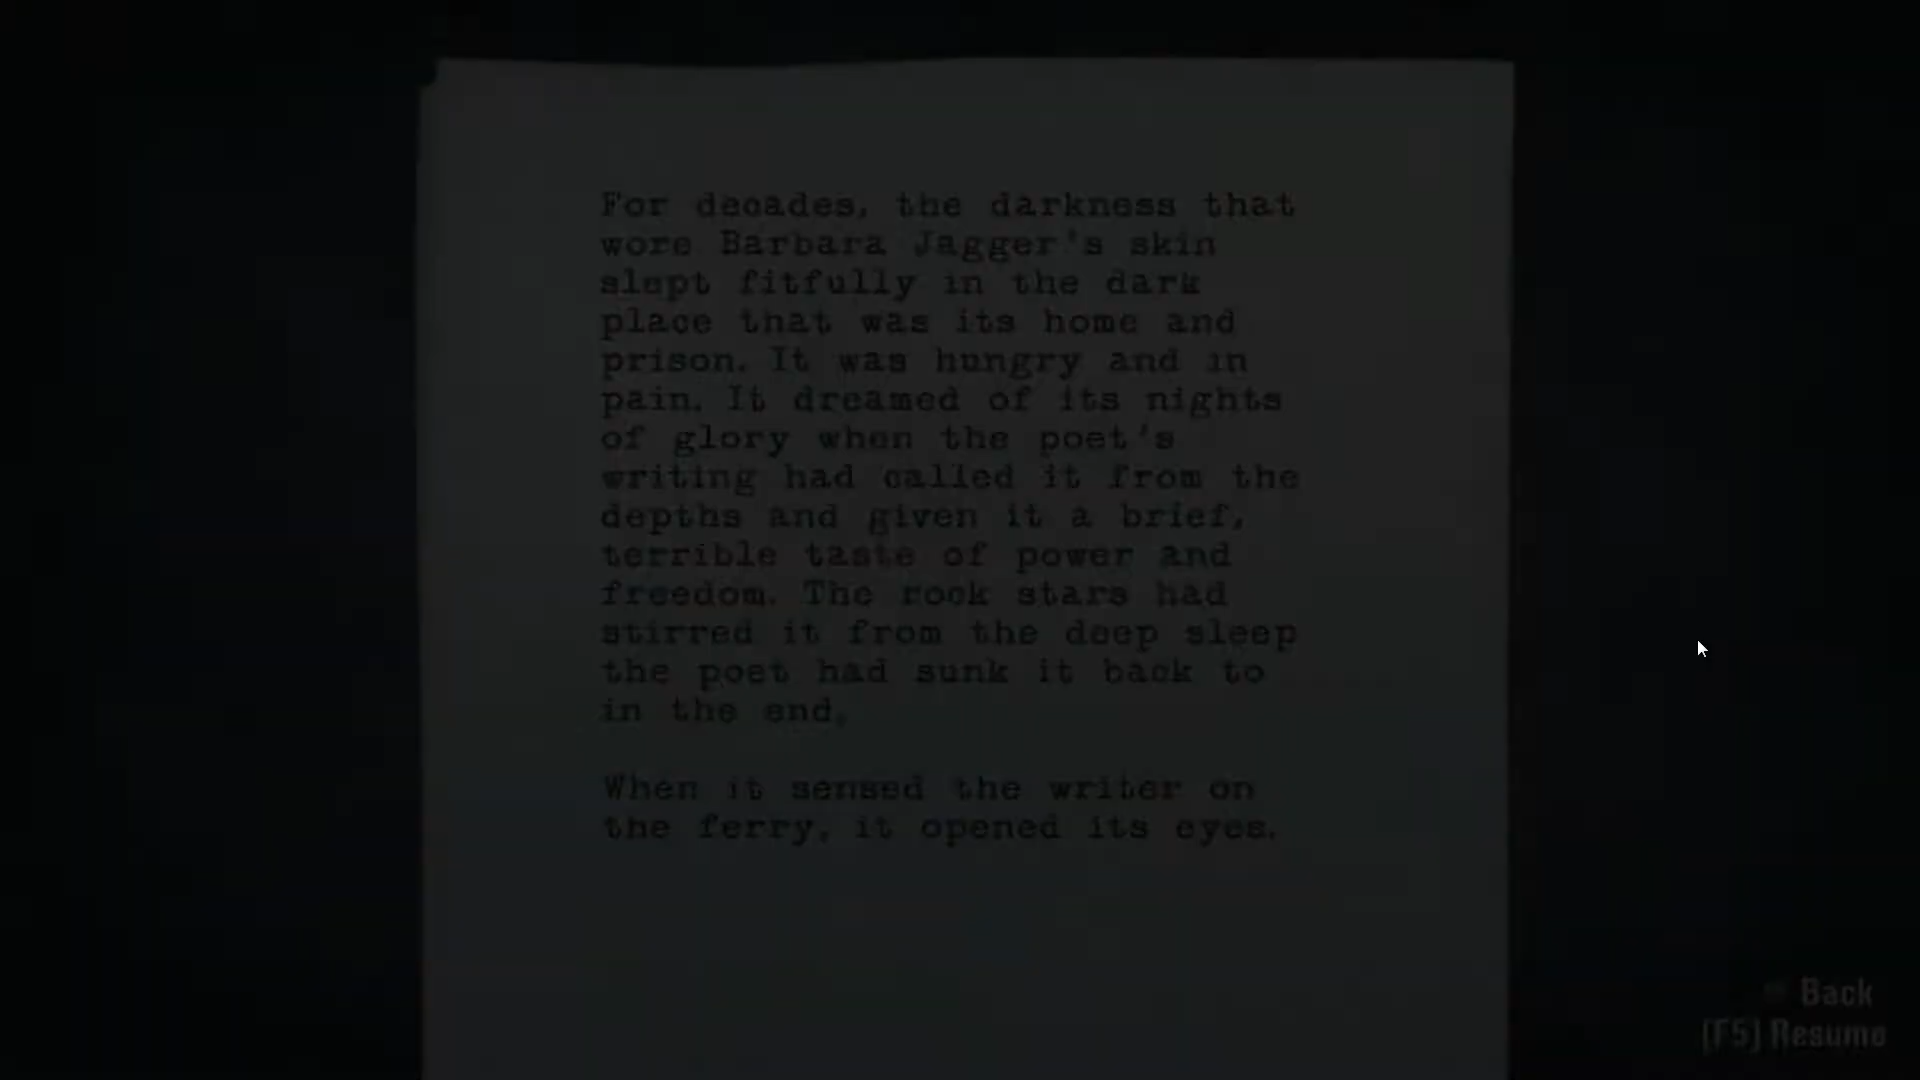 For decades, the darkness that
wore Barbara Jagger's skin
slept fitfully in the dark
place that was its home and
prison. It was hungry and in
pain. It dreamed of its nights
of glory when the poet's
writing had called it from the
depths and given it a brief,
terrible taste of power and
freedom. The rock stars had
stirred it from the deep sleep
the poet had sunk it back to
in the end.
When it sensed the writer on
the ferry, it opened its eyes.
Back
[F5] Resume